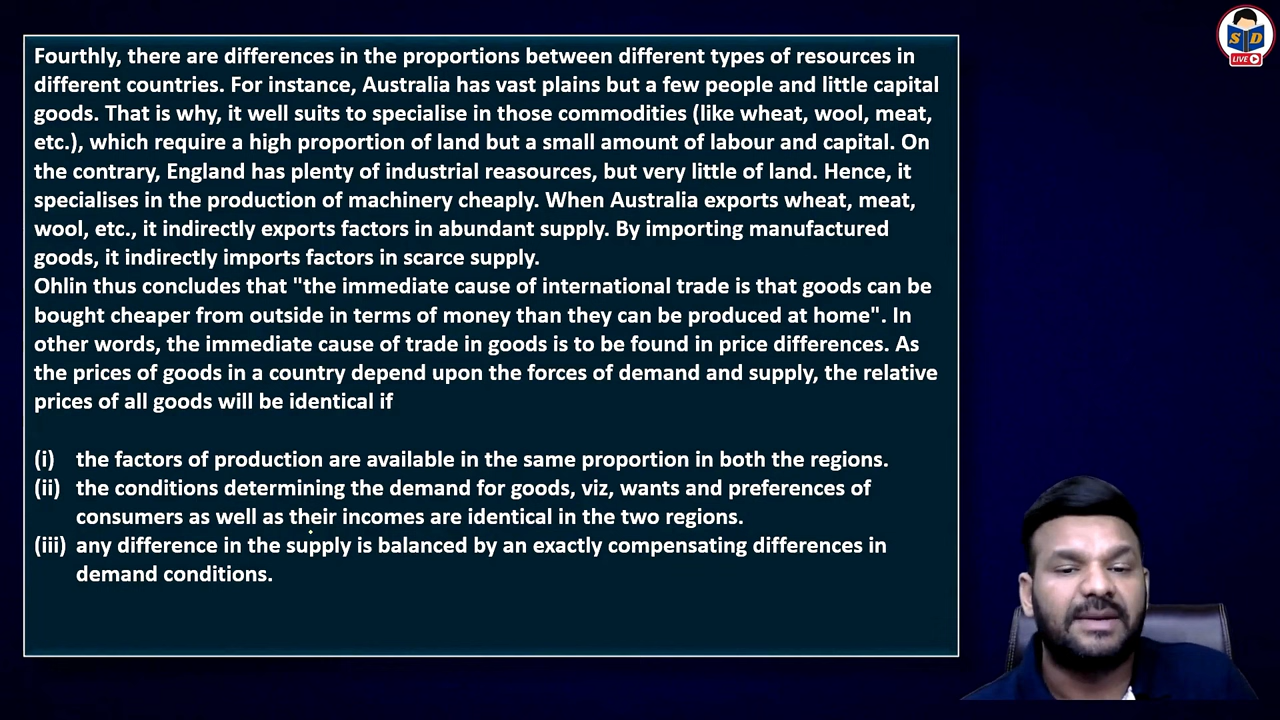 S D
LIVE
Fourthly, there are differences in the proportions between different types of resources in
different countries. For instance, Australia has vast plains but a few people and little capital
goods. That is why, it well suits to specialise in those commodities (like wheat, wool, meat,
etc.), which require a high proportion of land but a small amount of labour and capital. On
the contrary, England has plenty of industrial reasources, but very little of land. Hence, it
specialises in the production of machinery cheaply. When Australia exports wheat, meat,
wool, etc., it indirectly exports factors in abundant supply. By importing manufactured
goods, it indirectly imports factors in scarce supply.
Ohlin thus concludes that "the immediate cause of international trade is that goods can be
bought cheaper from outside in terms of money than they can be produced at home". In
other words, the immediate cause of trade in goods is to be found in price differences. As
the prices of goods in a country depend upon the forces of demand and supply, the relative
prices of all goods will be identical if
(i) the factors of production are available in the same proportion in both the regions.
(ii) the conditions determining the demand for goods, viz, wants and preferences of
consumers as well as their incomes are identical in the two regions.
(iii) any difference in the supply is balanced by an exactly compensating differences in
demand conditions.